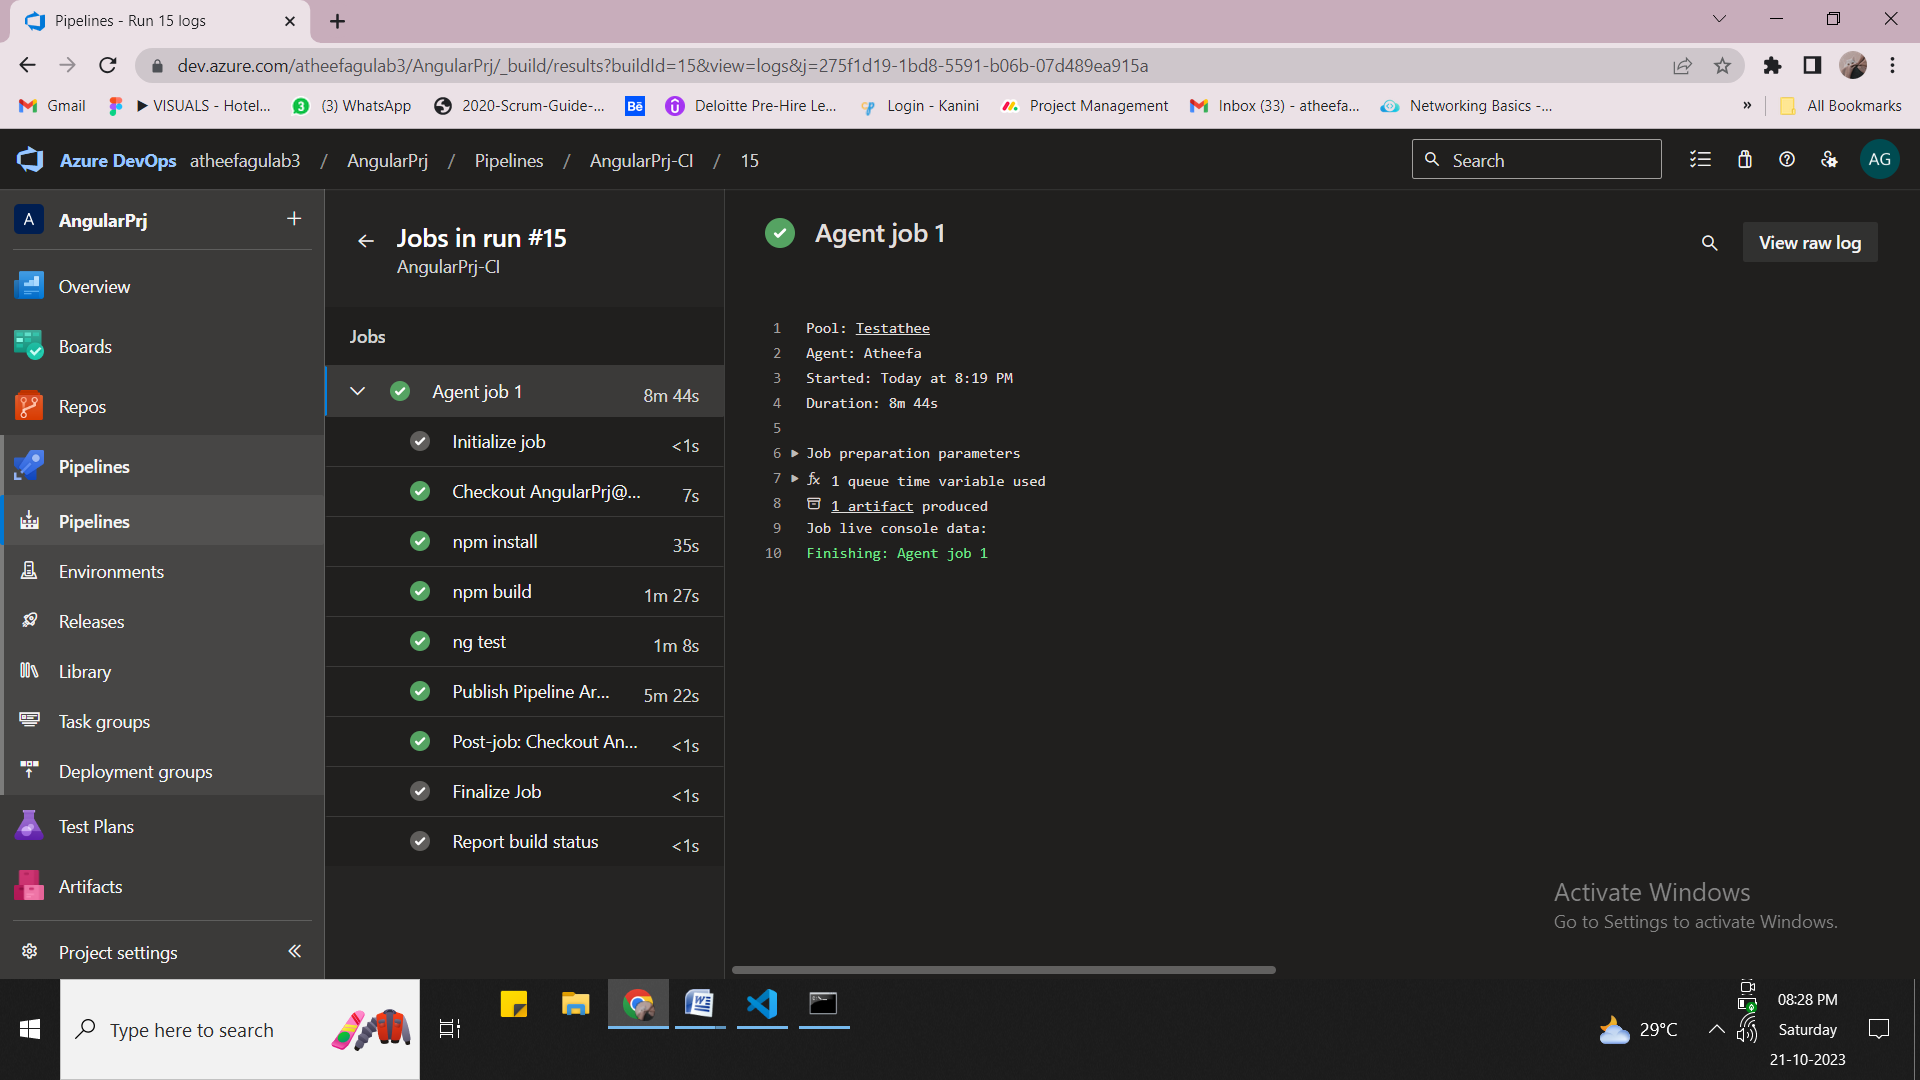 Pipelines - Run 15 logs
dev.azure.com/atheefagulab3/AngularPrj/_build/results?buildId=15&view=logs&j=275f1d19-1bd8-5591-b06b-07d489ea915a
Gmail
▶ VISUALS - Hotel...
3 (3) WhatsApp
2020-Scrum-Guide-...
Bē
Deloitte Pre-Hire Le...
Login - Kanini
Project Management
Inbox (33) - atheefa...
Networking Basics -...
»
All Bookmarks
Azure DevOps atheefagulab3 / AngularPrj / Pipelines / AngularPrj-CI / 15
Search
AG
A AngularPrj
Overview
Boards
Repos
Pipelines
Pipelines
Environments
Releases
Library
Task groups
Deployment groups
Test Plans
Artifacts
Project settings
Jobs in run #15
AngularPrj-CI
Jobs
Agent job 1 8m 44s
Initialize job <1s
Checkout AngularPrj@... 7s
npm install 35s
npm build 1m 27s
ng test 1m 8s
Publish Pipeline Ar... 5m 22s
Post-job: Checkout An... <1s
Finalize Job <1s
Report build status <1s
Agent job 1
View raw log
1 Pool: Testathee
2 Agent: Atheefa
3 Started: Today at 8:19 PM
4 Duration: 8m 44s
5
6 Job preparation parameters
7 fx 1 queue time variable used
8 1 artifact produced
9 Job live console data:
10 Finishing: Agent job 1
Activate Windows
Go to Settings to activate Windows.
Type here to search
29°C
08:28 PM
Saturday
21-10-2023